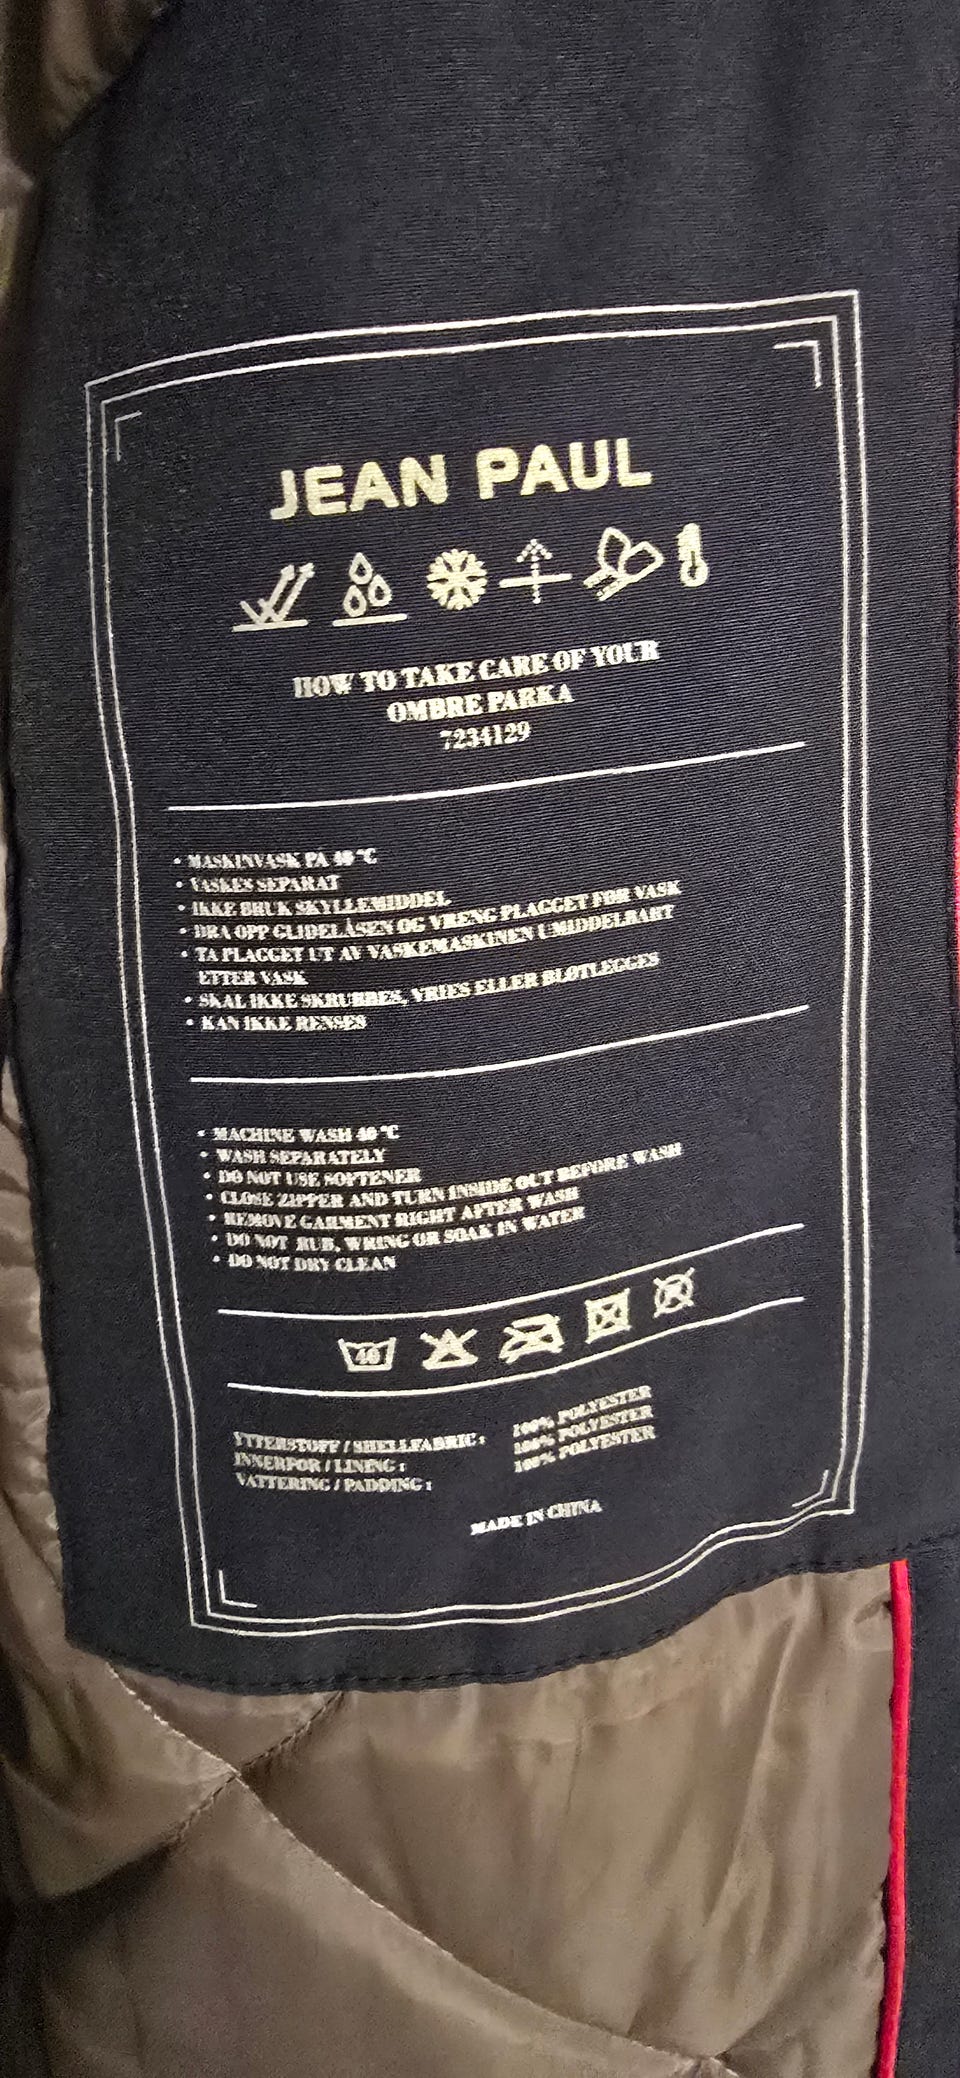 JEAN PAUL
HOW TO TAKE CARE OF YOUR
OMBRE PARKA
7234129
• MASKINVASK PA 40 °C
• VASKES SEPARAT
• IKKE BRUK SKYLLEMIDDEL
• DRA OPP GLIDELÅSEN OG VRENG PLAGGET FØR VASK
• TA PLAGGET UT AV VASKEMASKINEN UMIDDELBART
ETTER VASK
• SKAL IKKE SKRUBBES, VRIES ELLER BLØTLEGGES
• KAN IKKE RENSES
• MACHINE WASH 40 °C
• WASH SEPARATELY
• DO NOT USE SOFTENER
• CLOSE ZIPPER AND TURN INSIDE OUT BEFORE WASH
• REMOVE GARMENT RIGHT AFTER WASH
• DO NOT RUB, WRING OR SOAK IN WATER
• DO NOT DRY CLEAN
40
YTTERSTOFF / SHELLFABRIC : 100% POLYESTER
INNERFOR / LINING : 100% POLYESTER
VATTERING / PADDING : 100% POLYESTER
MADE IN CHINA